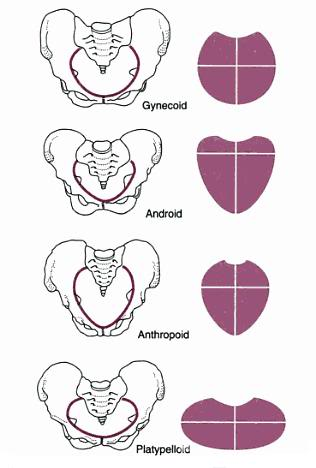 Gynecoid
Android
Anthropoid
Platypelloid